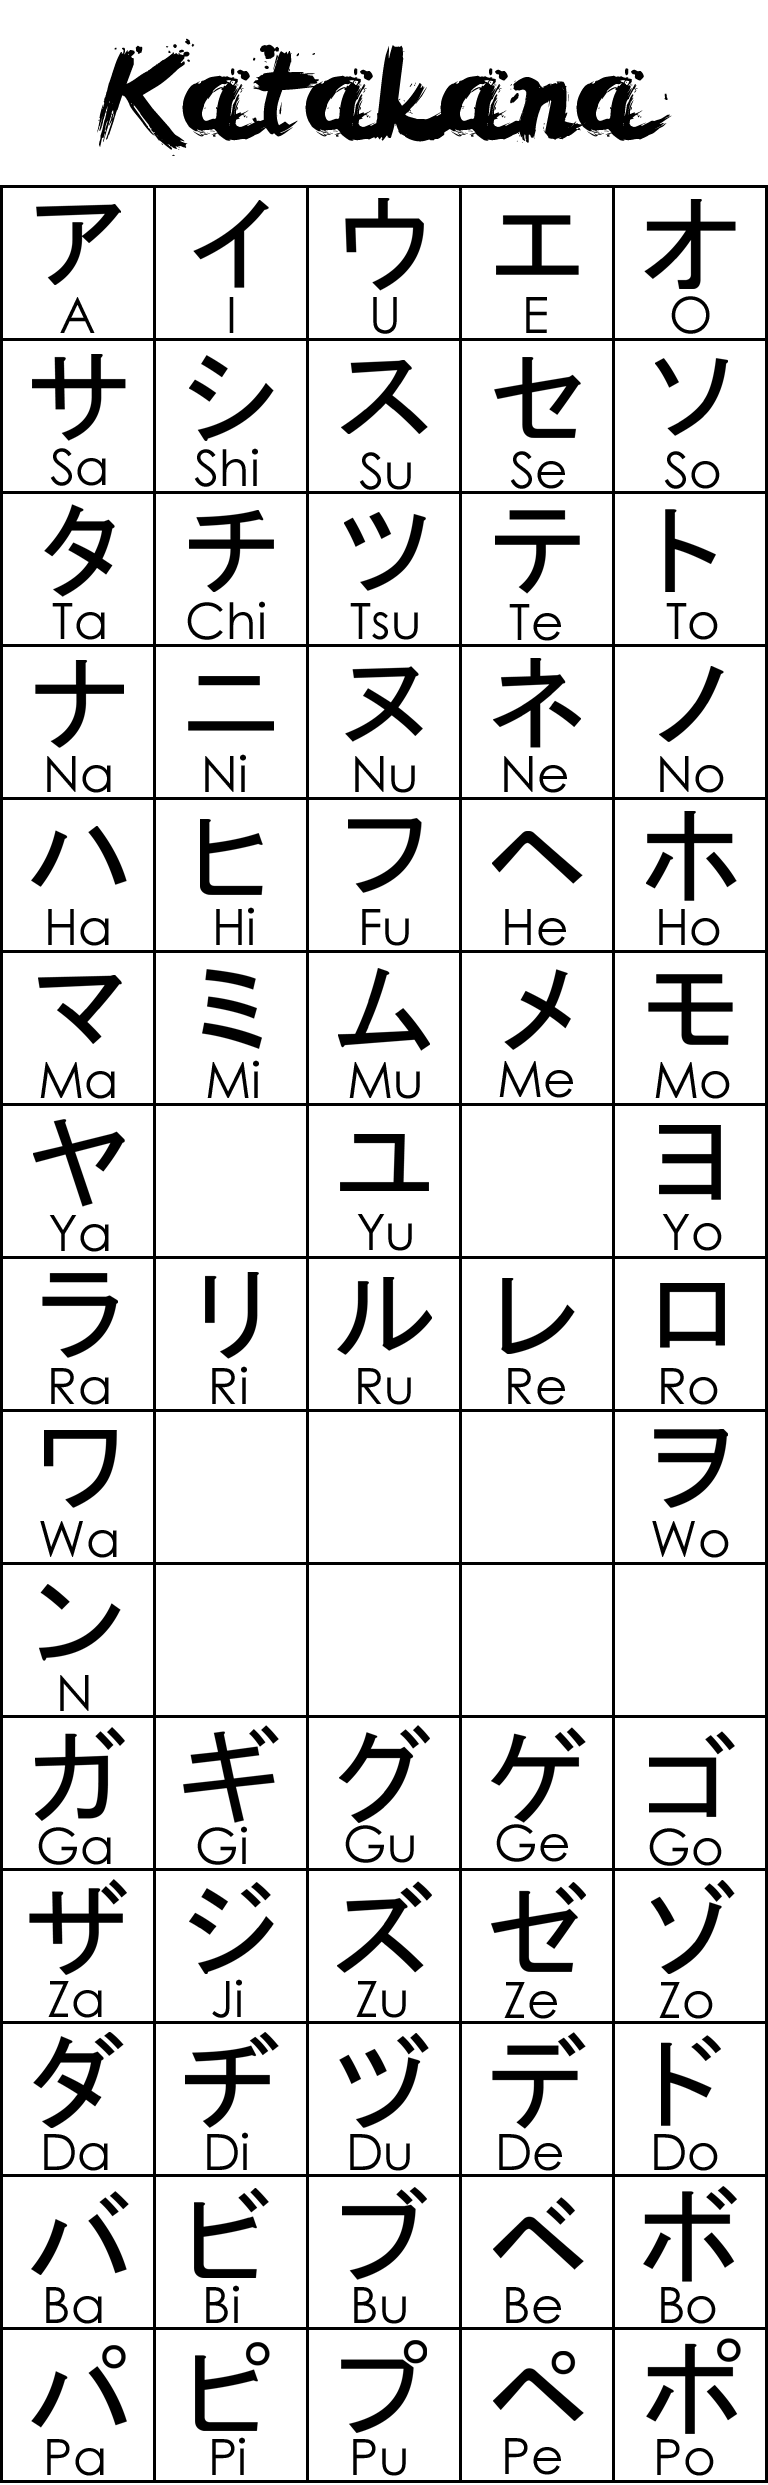 Katakana
ア イ ウ エ オ
A I U E O
サ シ ス セ ソ
Sa Shi Su Se So
タ チ ツ テ ト
Ta Chi Tsu Te To
ナ ニ ヌ ネ ノ
Na Ni Nu Ne No
ハ ヒ フ ヘ ホ
Ha Hi Fu He Ho
マ ミ ム メ モ
Ma Mi Mu Me Mo
ヤ ユ ヨ
Ya Yu Yo
ラ リ ル レ ロ
Ra Ri Ru Re Ro
ワ ヲ
Wa Wo
ン
N
ガ ギ グ ゲ ゴ
Ga Gi Gu Ge Go
ザ ジ ズ ゼ ゾ
Za Ji Zu Ze Zo
ダ ヂ ヅ デ ド
Da Di Du De Do
バ ビ ブ ベ ボ
Ba Bi Bu Be Bo
パ ピ プ ペ ポ
Pa Pi Pu Pe Po